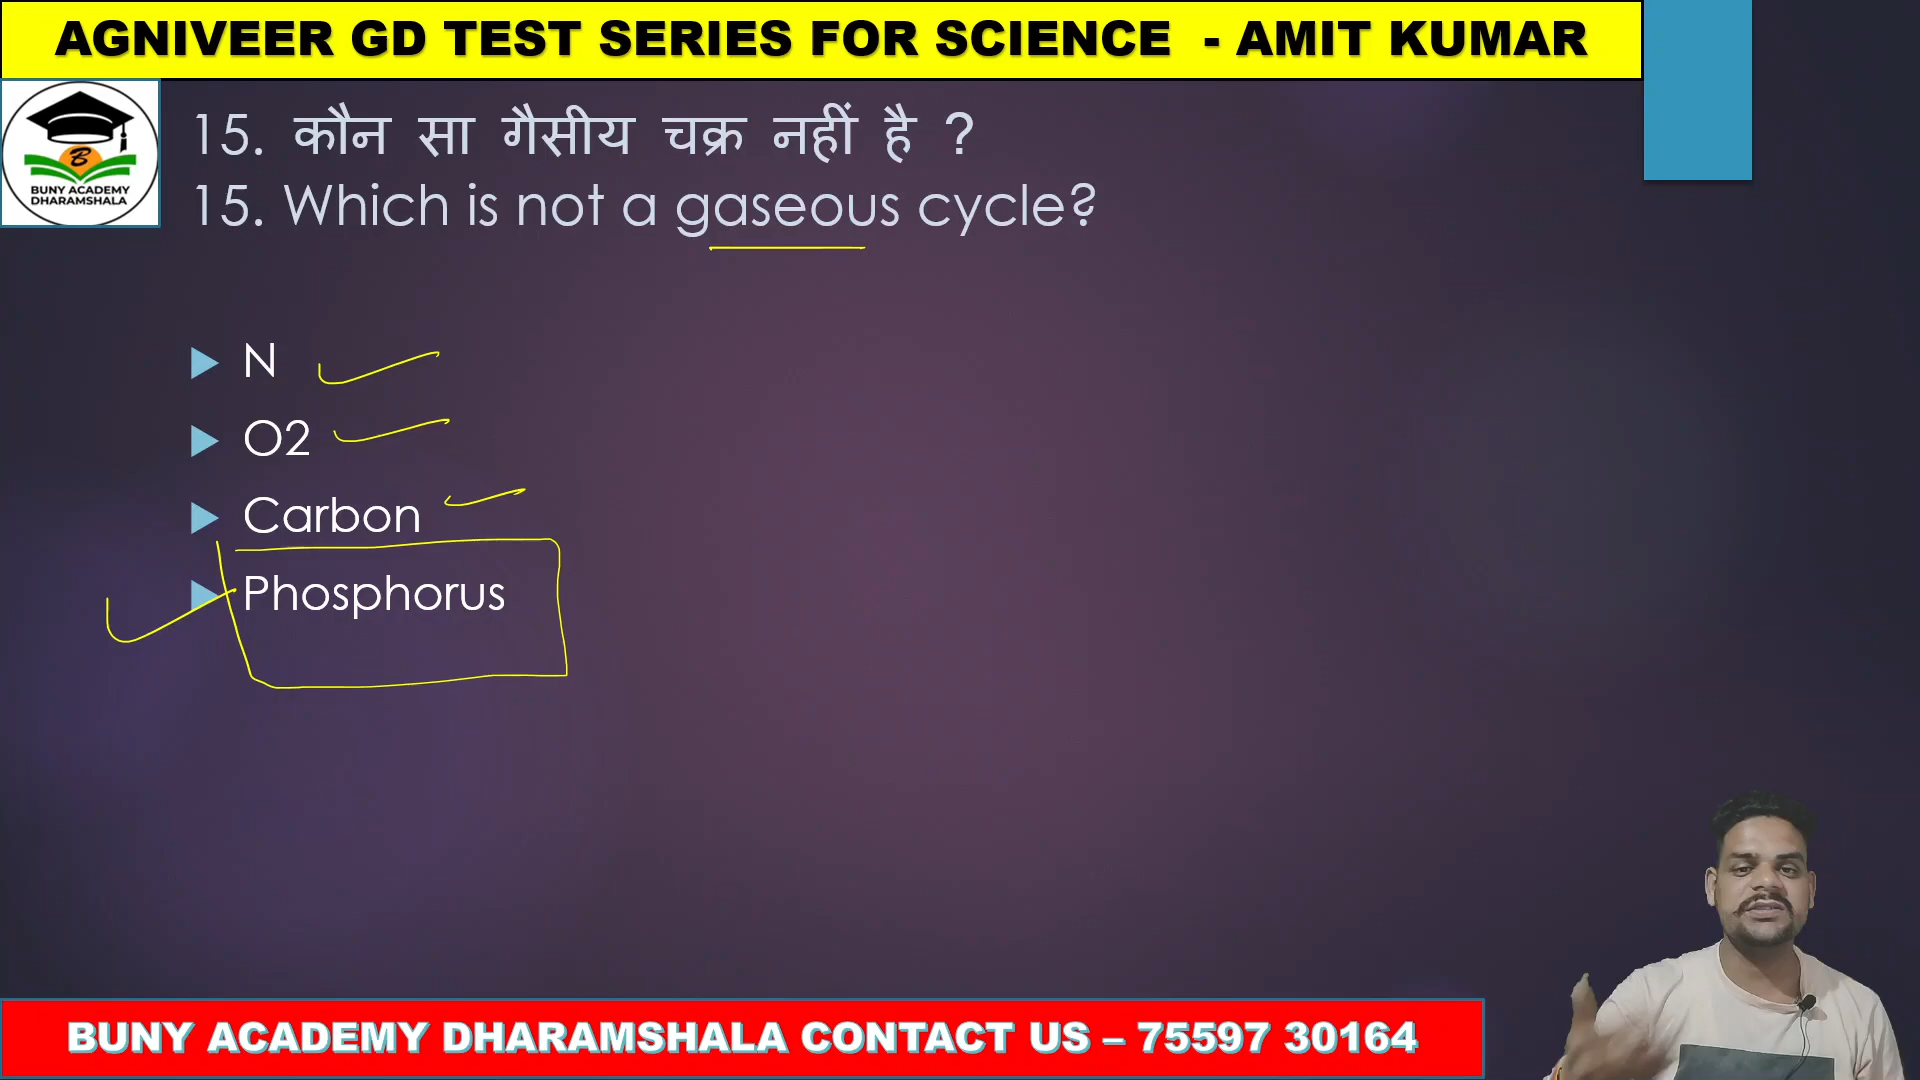 AGNIVEER GD TEST SERIES FOR SCIENCE - AMIT KUMAR
B
BUNY ACADEMY
DHARAMSHALA
15. कौन सा गैसीय चक्र नहीं है ?
15. Which is not a gaseous cycle?
N
O2
Carbon
Phosphorus
BUNY ACADEMY DHARAMSHALA CONTACT US – 75597 30164